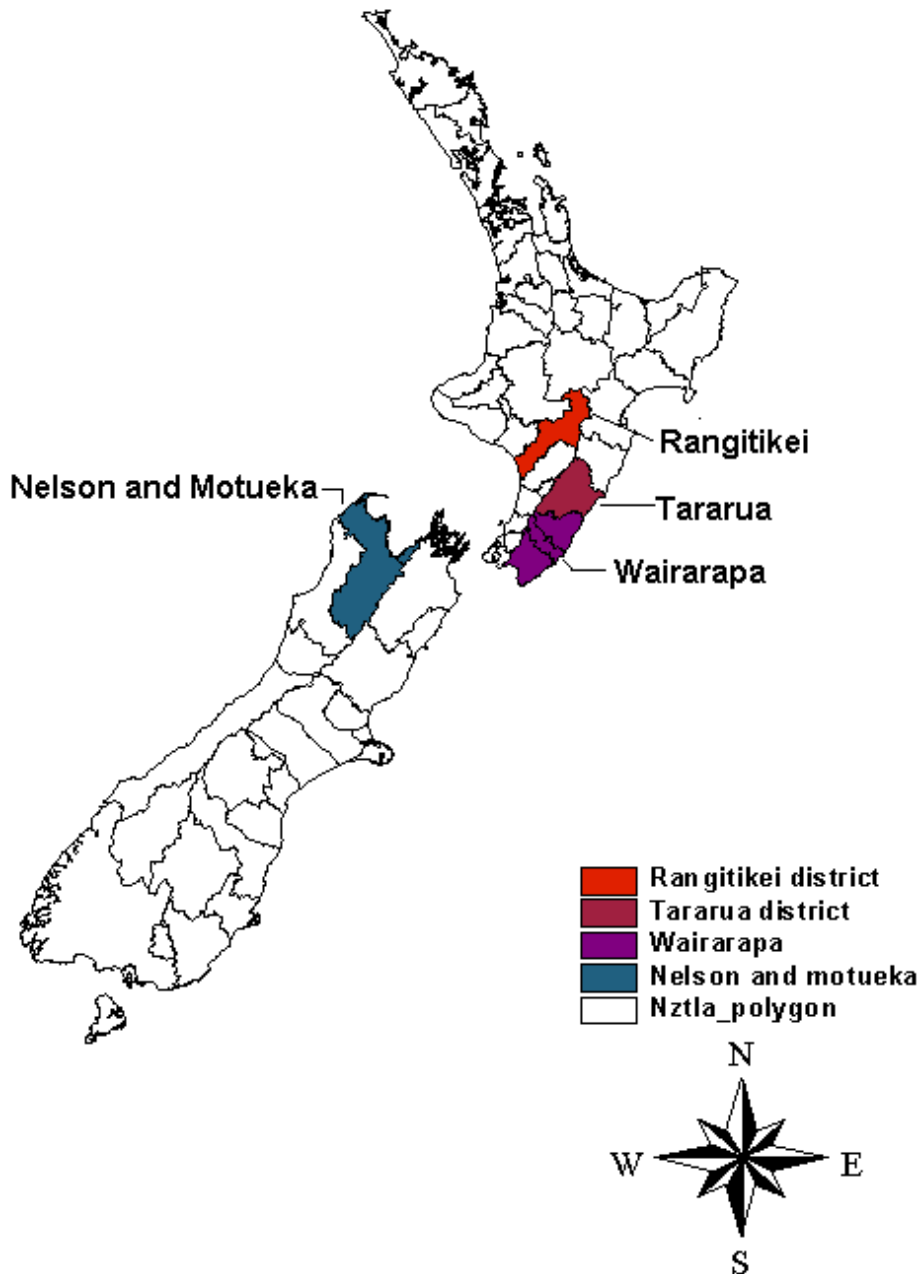 Rangitikei
Nelson and Motueka
Tararua
Wairarapa
Rangitikei district
Tararua district
Wairarapa
Nelson and motueka
Nztla_polygon
N
W E
S